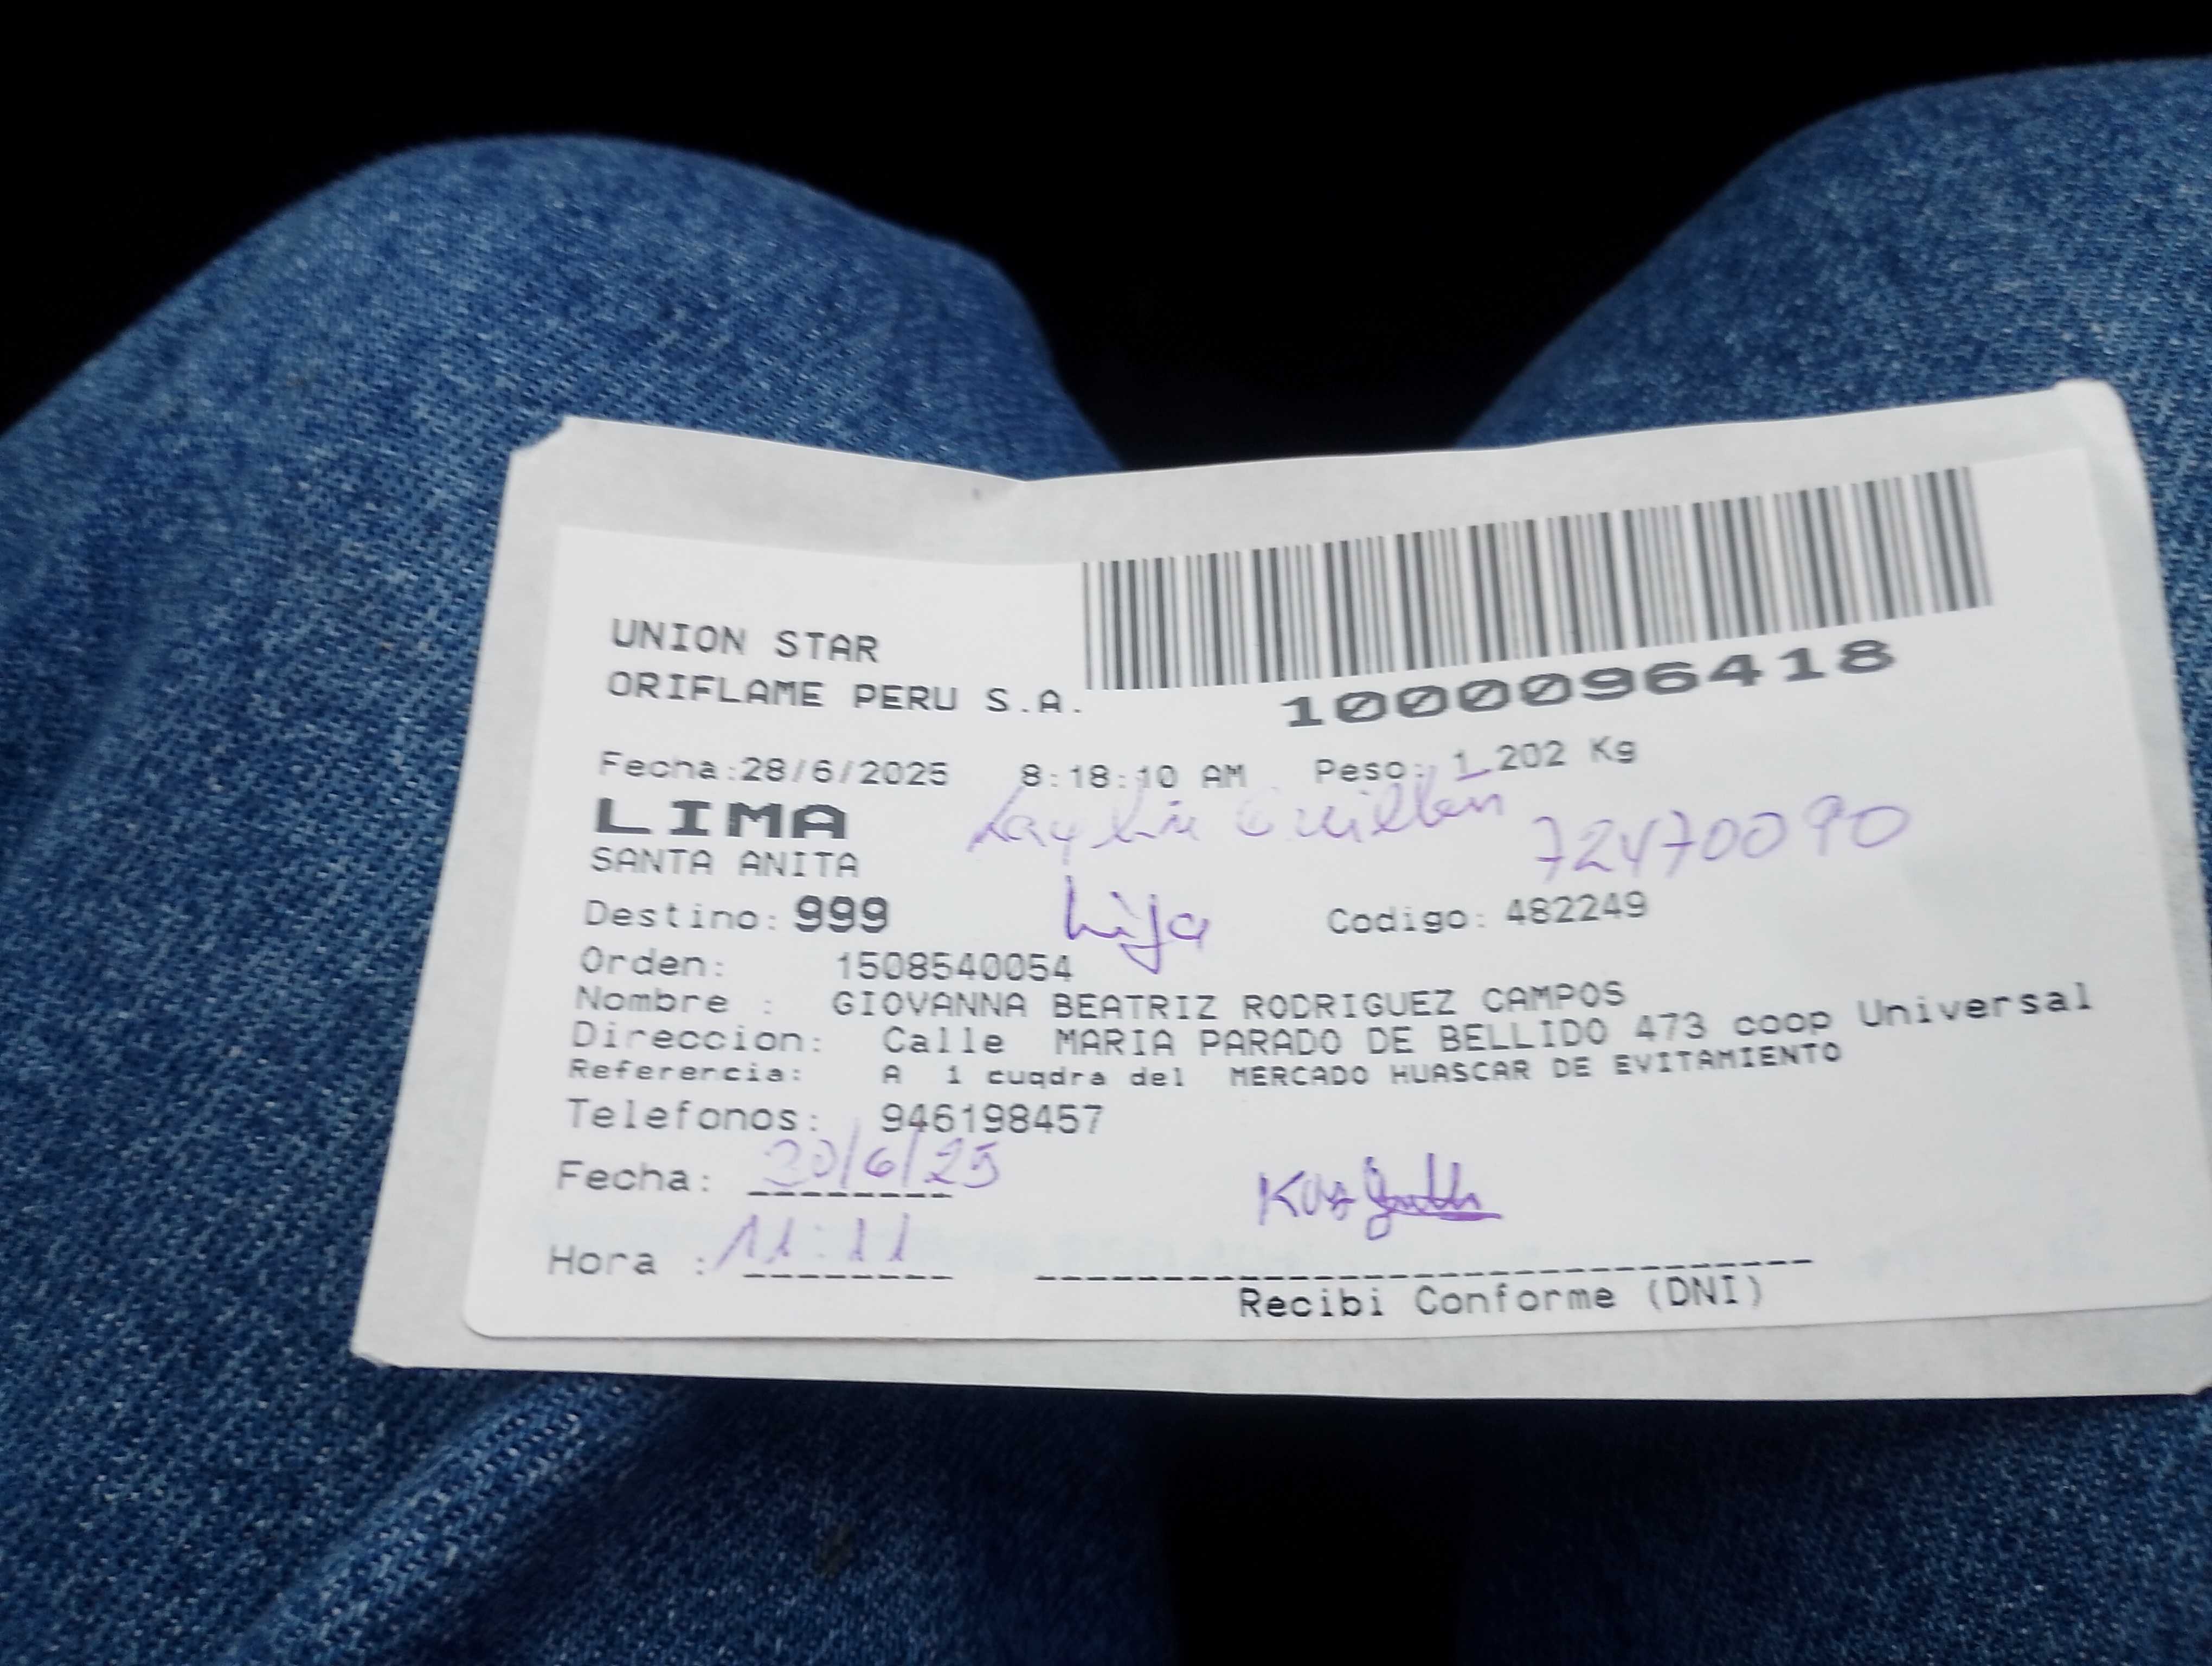 UNION STAR
ORIFLAME PERU S.A.
1000096418
Fecha:28/6/2025 8:18:10 AM Peso: 1.202 Kg
LIMA
SANTA ANITA
72470090
Destino: 999 hija Codigo: 482249
Orden: 1508540054
Nombre : GIOVANNA BEATRIZ RODRIGUEZ CAMPOS
Direccion: Calle MARIA PARADO DE BELLIDO 473 coop Universal
Referencia: A 1 cuqdra del MERCADO HUASCAR DE EVITAMIENTO
Telefonos: 946198457
Fecha: 30/6/25
Hora : 11:11
Recibi Conforme (DNI)